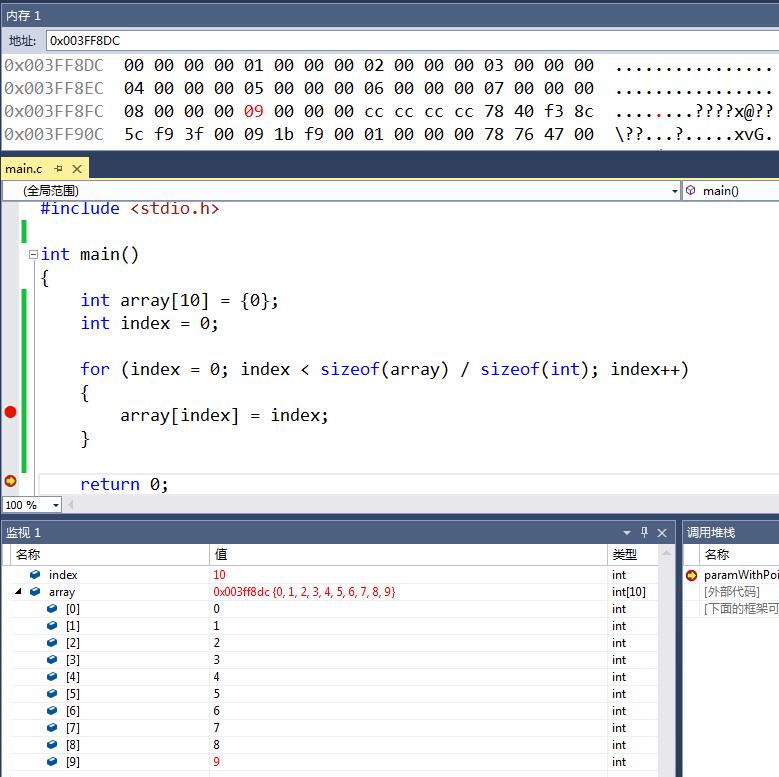 内存 1
地址: 0x003FF8DC
0x003FF8DC 00 00 00 00 01 00 00 00 02 00 00 00 03 00 00 00 ................
0x003FF8EC 04 00 00 00 05 00 00 00 06 00 00 00 07 00 00 00 ................
0x003FF8FC 08 00 00 00 09 00 00 00 cc cc cc cc 78 40 f3 8c ........????x@??
0x003FF90C 5c f9 3f 00 09 1b f9 00 01 00 00 00 78 76 47 00 \??...?.....xvG.
main.c
(全局范围) main()
#include <stdio.h>
int main()
{
int array[10] = {0};
int index = 0;
for (index = 0; index < sizeof(array) / sizeof(int); index++)
{
array[index] = index;
}
return 0;
100 %
监视 1
名称 值 类型
index 10 int
array 0x003ff8dc {0, 1, 2, 3, 4, 5, 6, 7, 8, 9} int[10]
[0] 0 int
[1] 1 int
[2] 2 int
[3] 3 int
[4] 4 int
[5] 5 int
[6] 6 int
[7] 7 int
[8] 8 int
[9] 9 int
调用堆栈
名称
paramWithPoi
[外部代码]
[下面的框架可